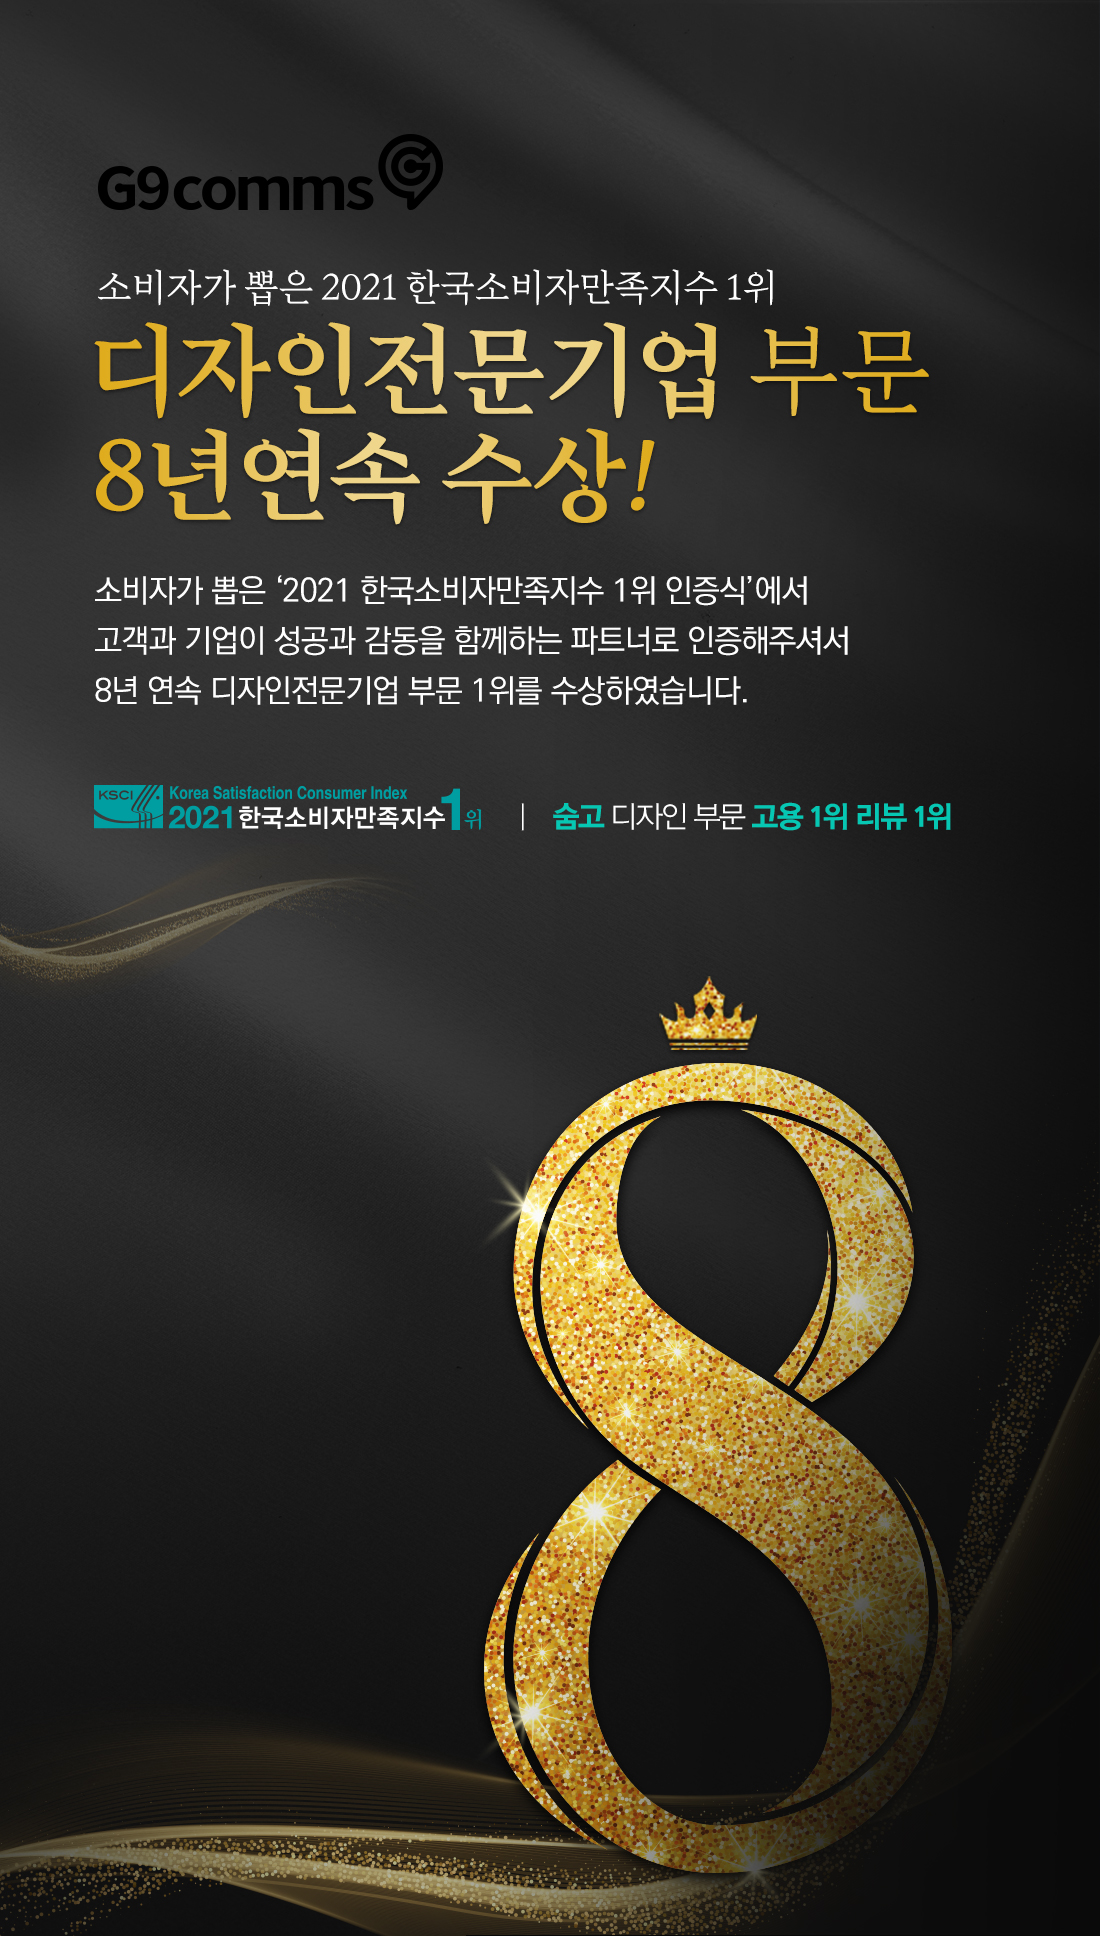 G9comms
소비자가 뽑은 2021 한국소비자만족지수 1위
디자인전문기업 부문
8년연속 수상!
소비자가 뽑은 ‘2021 한국소비자만족지수 1위 인증식’에서
고객과 기업이 성공과 감동을 함께하는 파트너로 인증해주셔서
8년 연속 디자인전문기업 부문 1위를 수상하였습니다.
KSCI Korea Satisfaction Consumer Index
2021 한국소비자만족지수 1위 | 숨고 디자인 부문 고용 1위 리뷰 1위
8